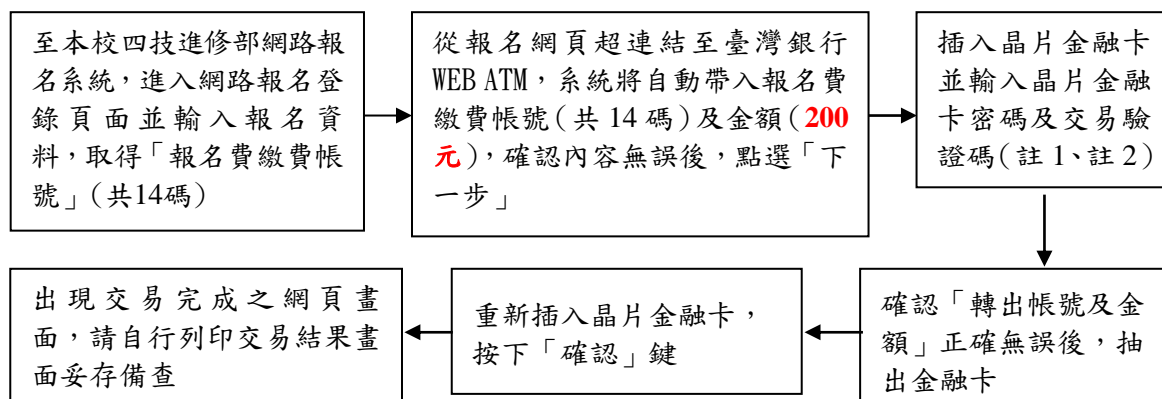 至本校四技進修部網路報
名系統，進入網路報名登
錄頁面並輸入報名資
料，取得「報名費繳費帳
號」（共14碼）
從報名網頁超連結至臺灣銀行
WEB ATM，系統將自動帶入報名費
繳費帳號（共 14 碼）及金額（200
元），確認內容無誤後，點選「下
一步」
插入晶片金融卡
並輸入晶片金融
卡密碼及交易驗
證碼（註 1、註 2）
確認「轉出帳號及金
額」正確無誤後，抽
出金融卡
重新插入晶片金融卡，
按下「確認」鍵
出現交易完成之網頁畫
面，請自行列印交易結果畫
面妥存備查